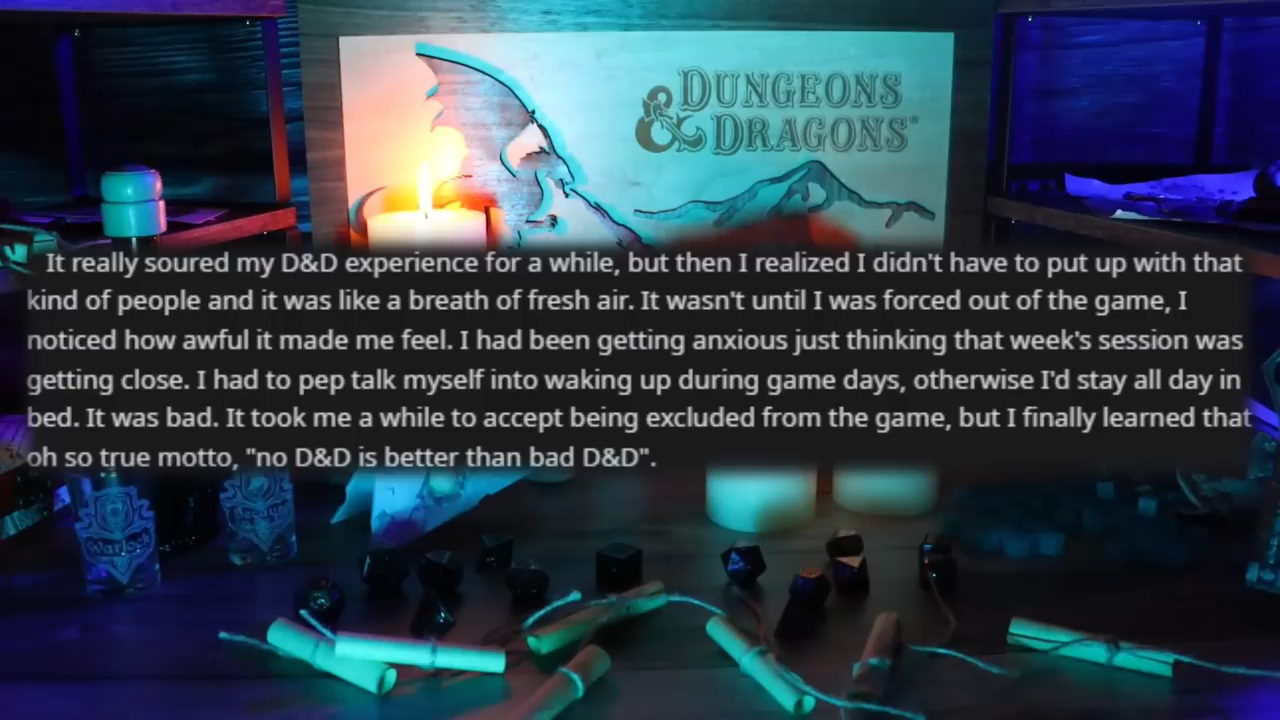 DUNGEONS
& DRAGONS®
It really soured my D&D experience for a while, but then I realized I didn't have to put up with that
kind of people and it was like a breath of fresh air. It wasn't until I was forced out of the game, I
noticed how awful it made me feel. I had been getting anxious just thinking that week's session was
getting close. I had to pep talk myself into waking up during game days, otherwise I'd stay all day in
bed. It was bad. It took me a while to accept being excluded from the game, but I finally learned that
oh so true motto, "no D&D is better than bad D&D".
Warlock